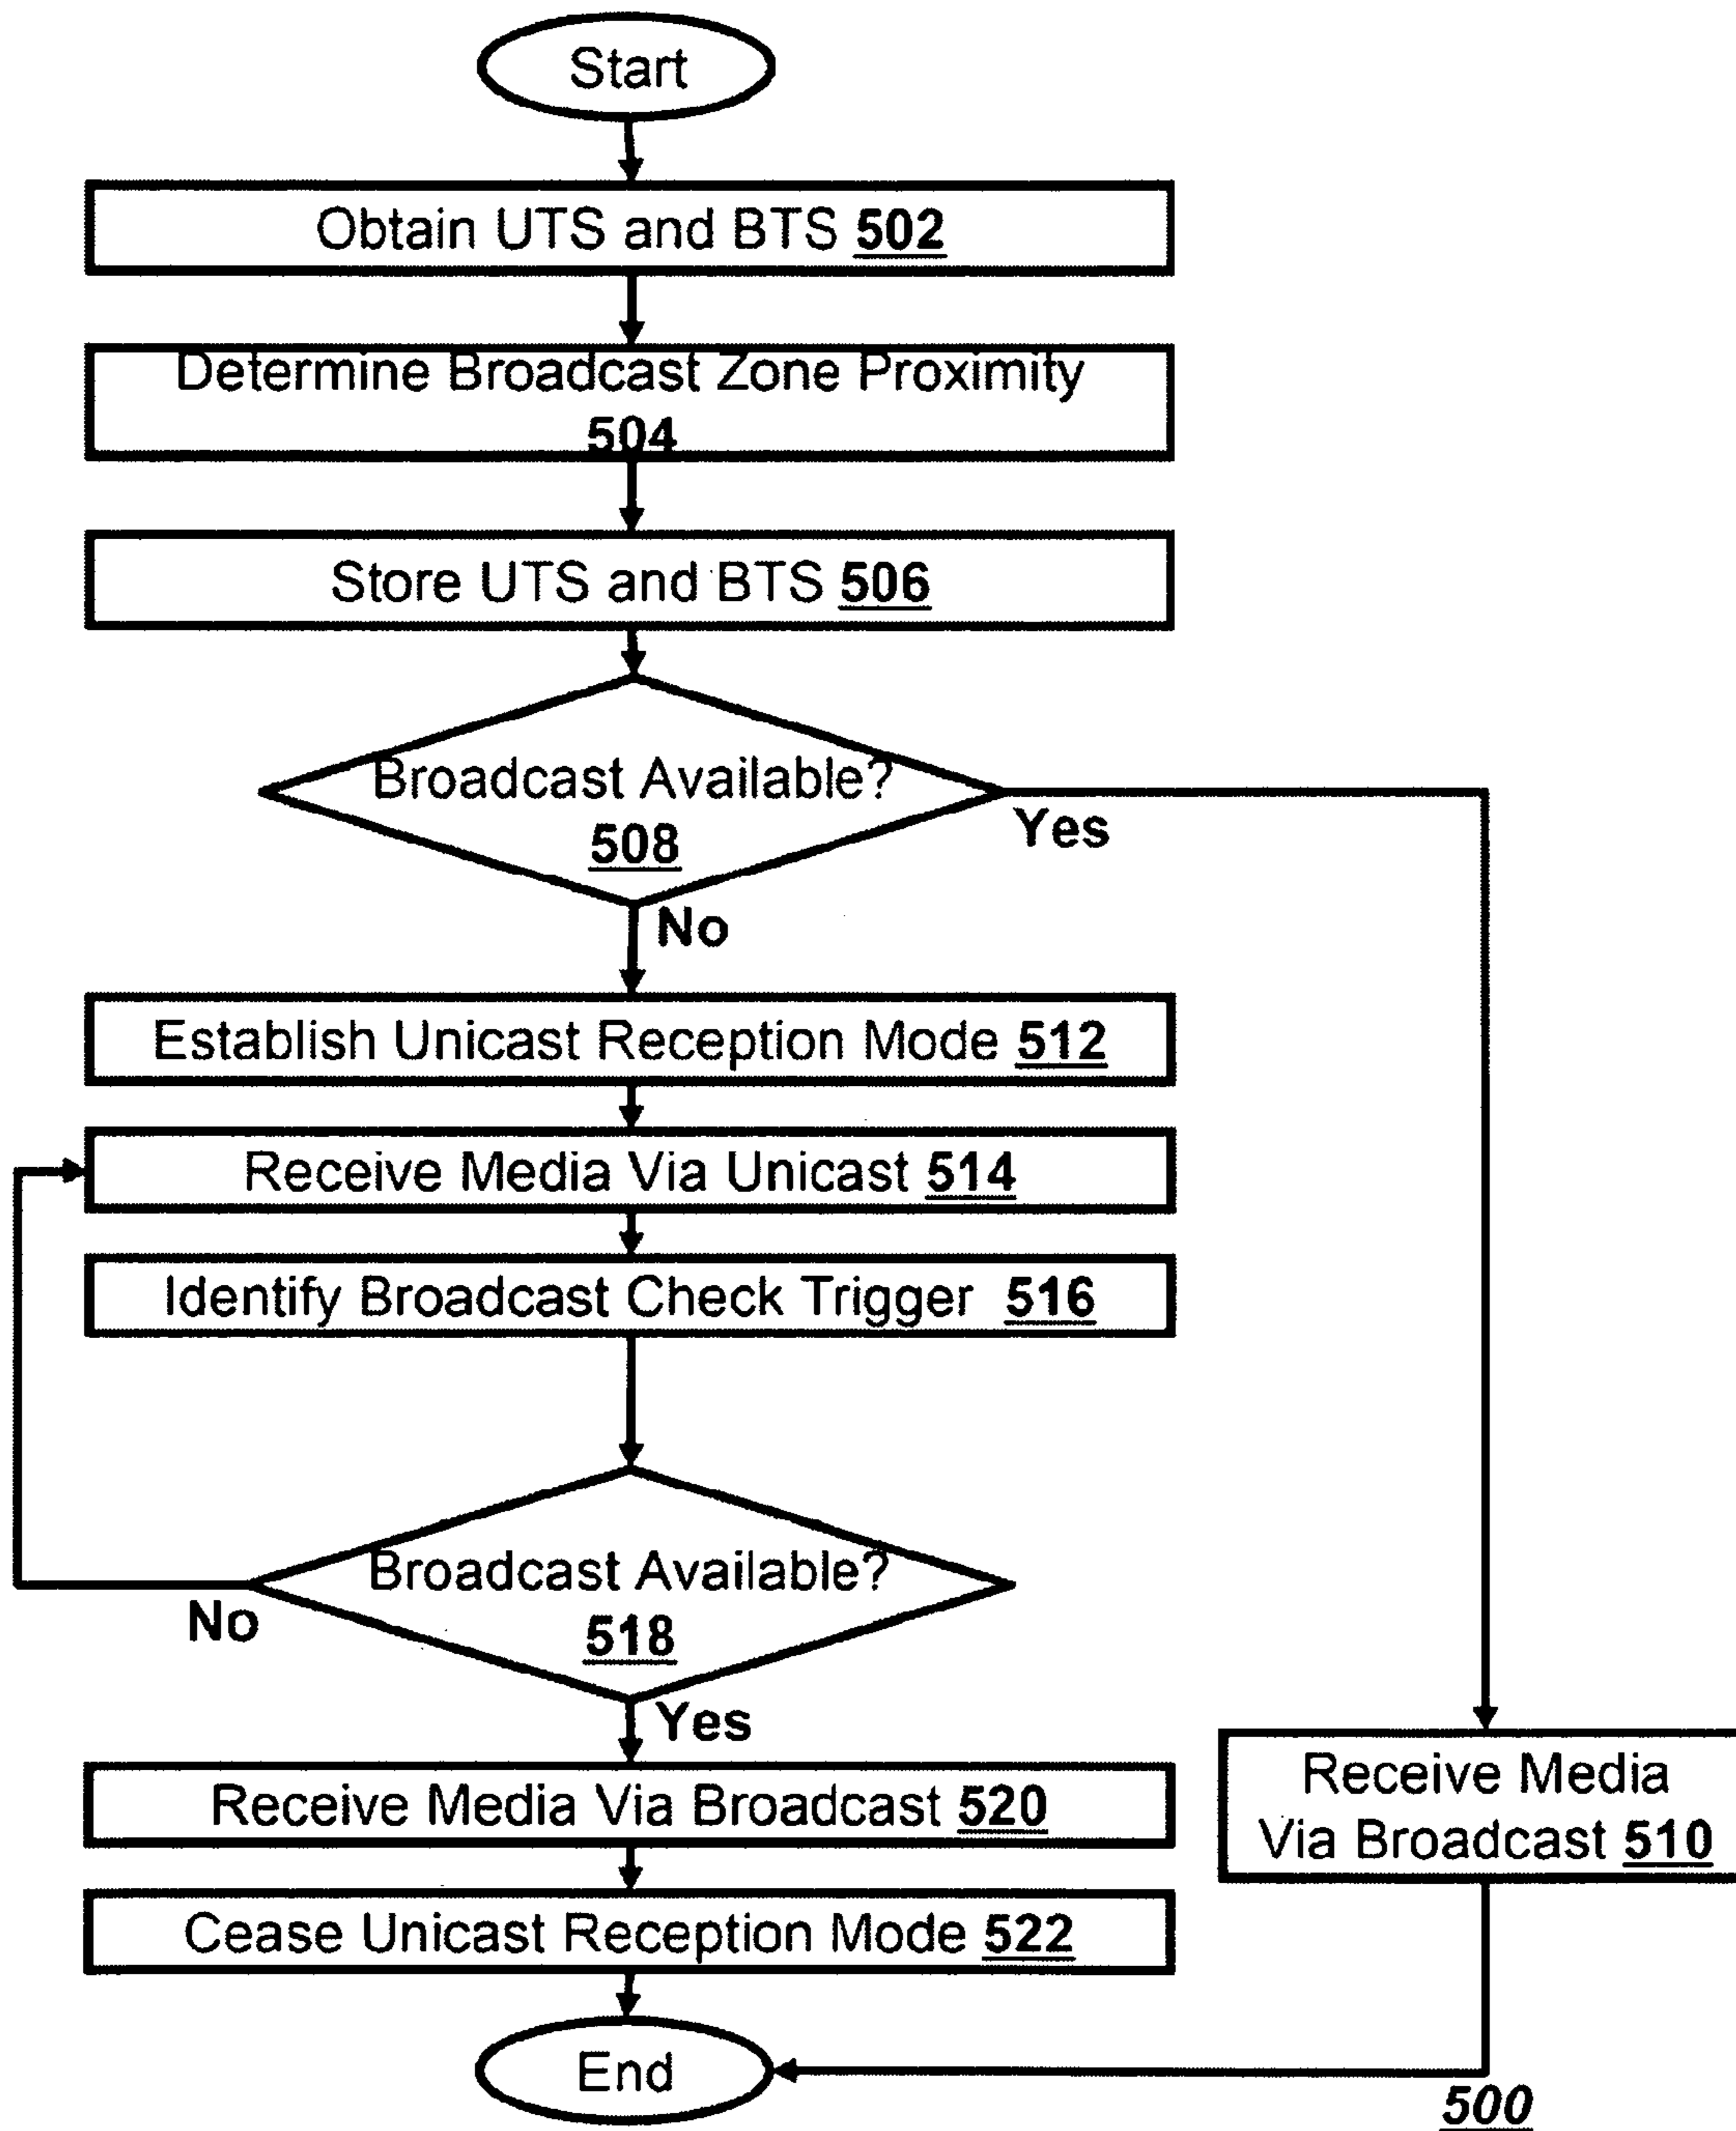 Start
Obtain UTS and BTS 502
Determine Broadcast Zone Proximity
504
Store UTS and BTS 506
Broadcast Available?
508
Yes
No
Establish Unicast Reception Mode 512
Receive Media Via Unicast 514
Identify Broadcast Check Trigger 516
Broadcast Available?
518
No
Yes
Receive Media Via Broadcast 520
Receive Media
Via Broadcast 510
Cease Unicast Reception Mode 522
End
500